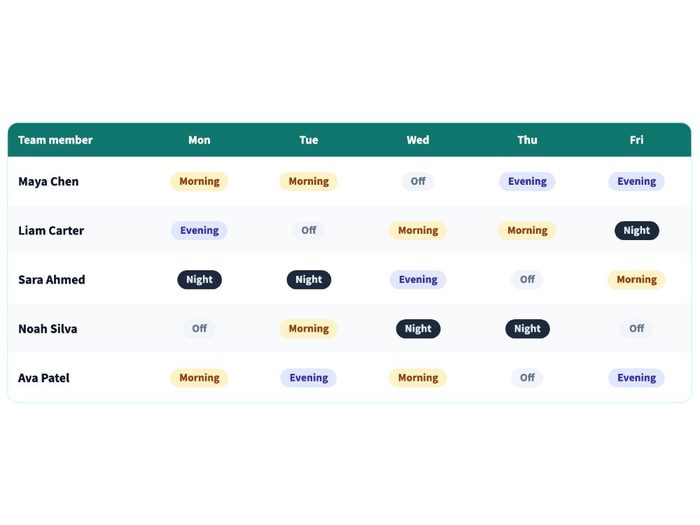 Team member Mon Tue Wed Thu Fri
Maya Chen Morning Morning Off Evening Evening
Liam Carter Evening Off Morning Morning Night
Sara Ahmed Night Night Evening Off Morning
Noah Silva Off Morning Night Night Off
Ava Patel Morning Evening Morning Off Evening